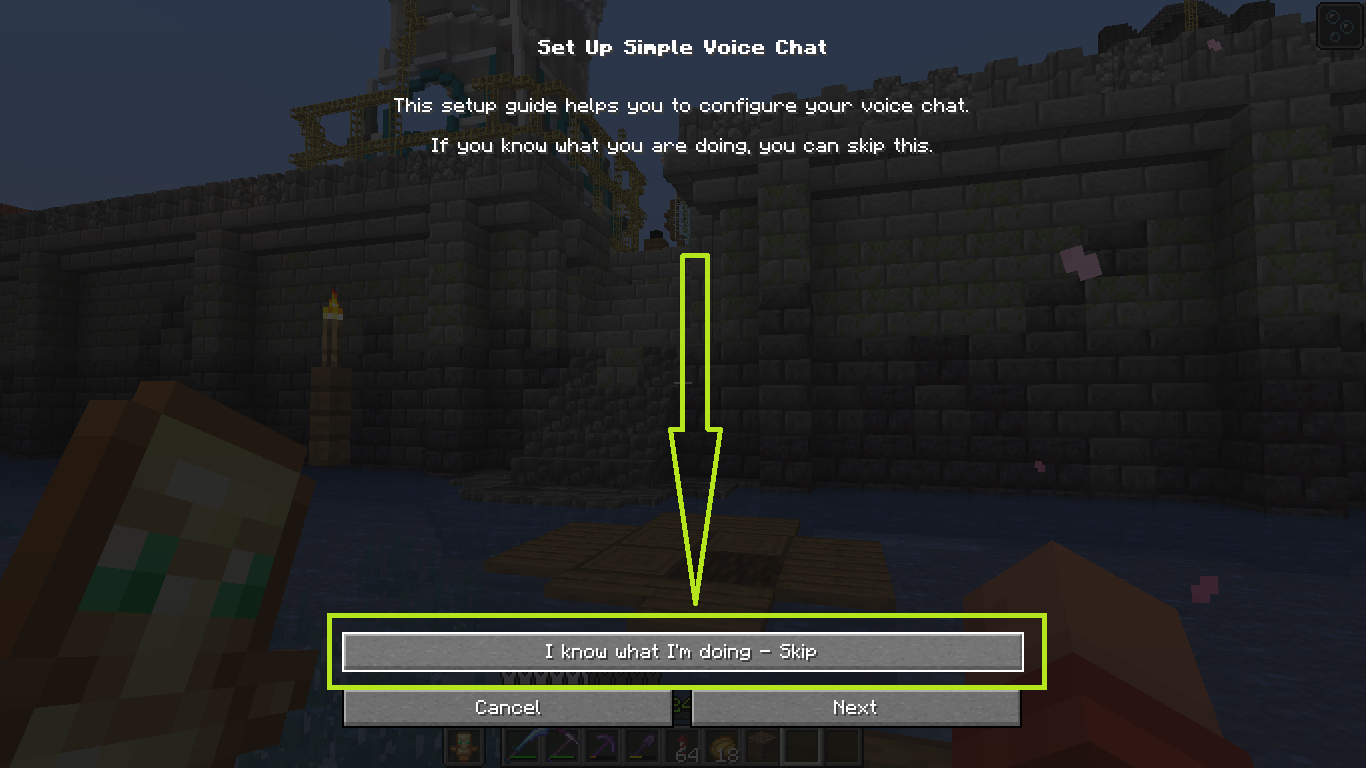 Set Up Simple Voice Chat
This setup guide helps you to configure your voice chat.
If you know what you are doing, you can skip this.
I know what I'm doing - Skip
Cancel
Next
64
18